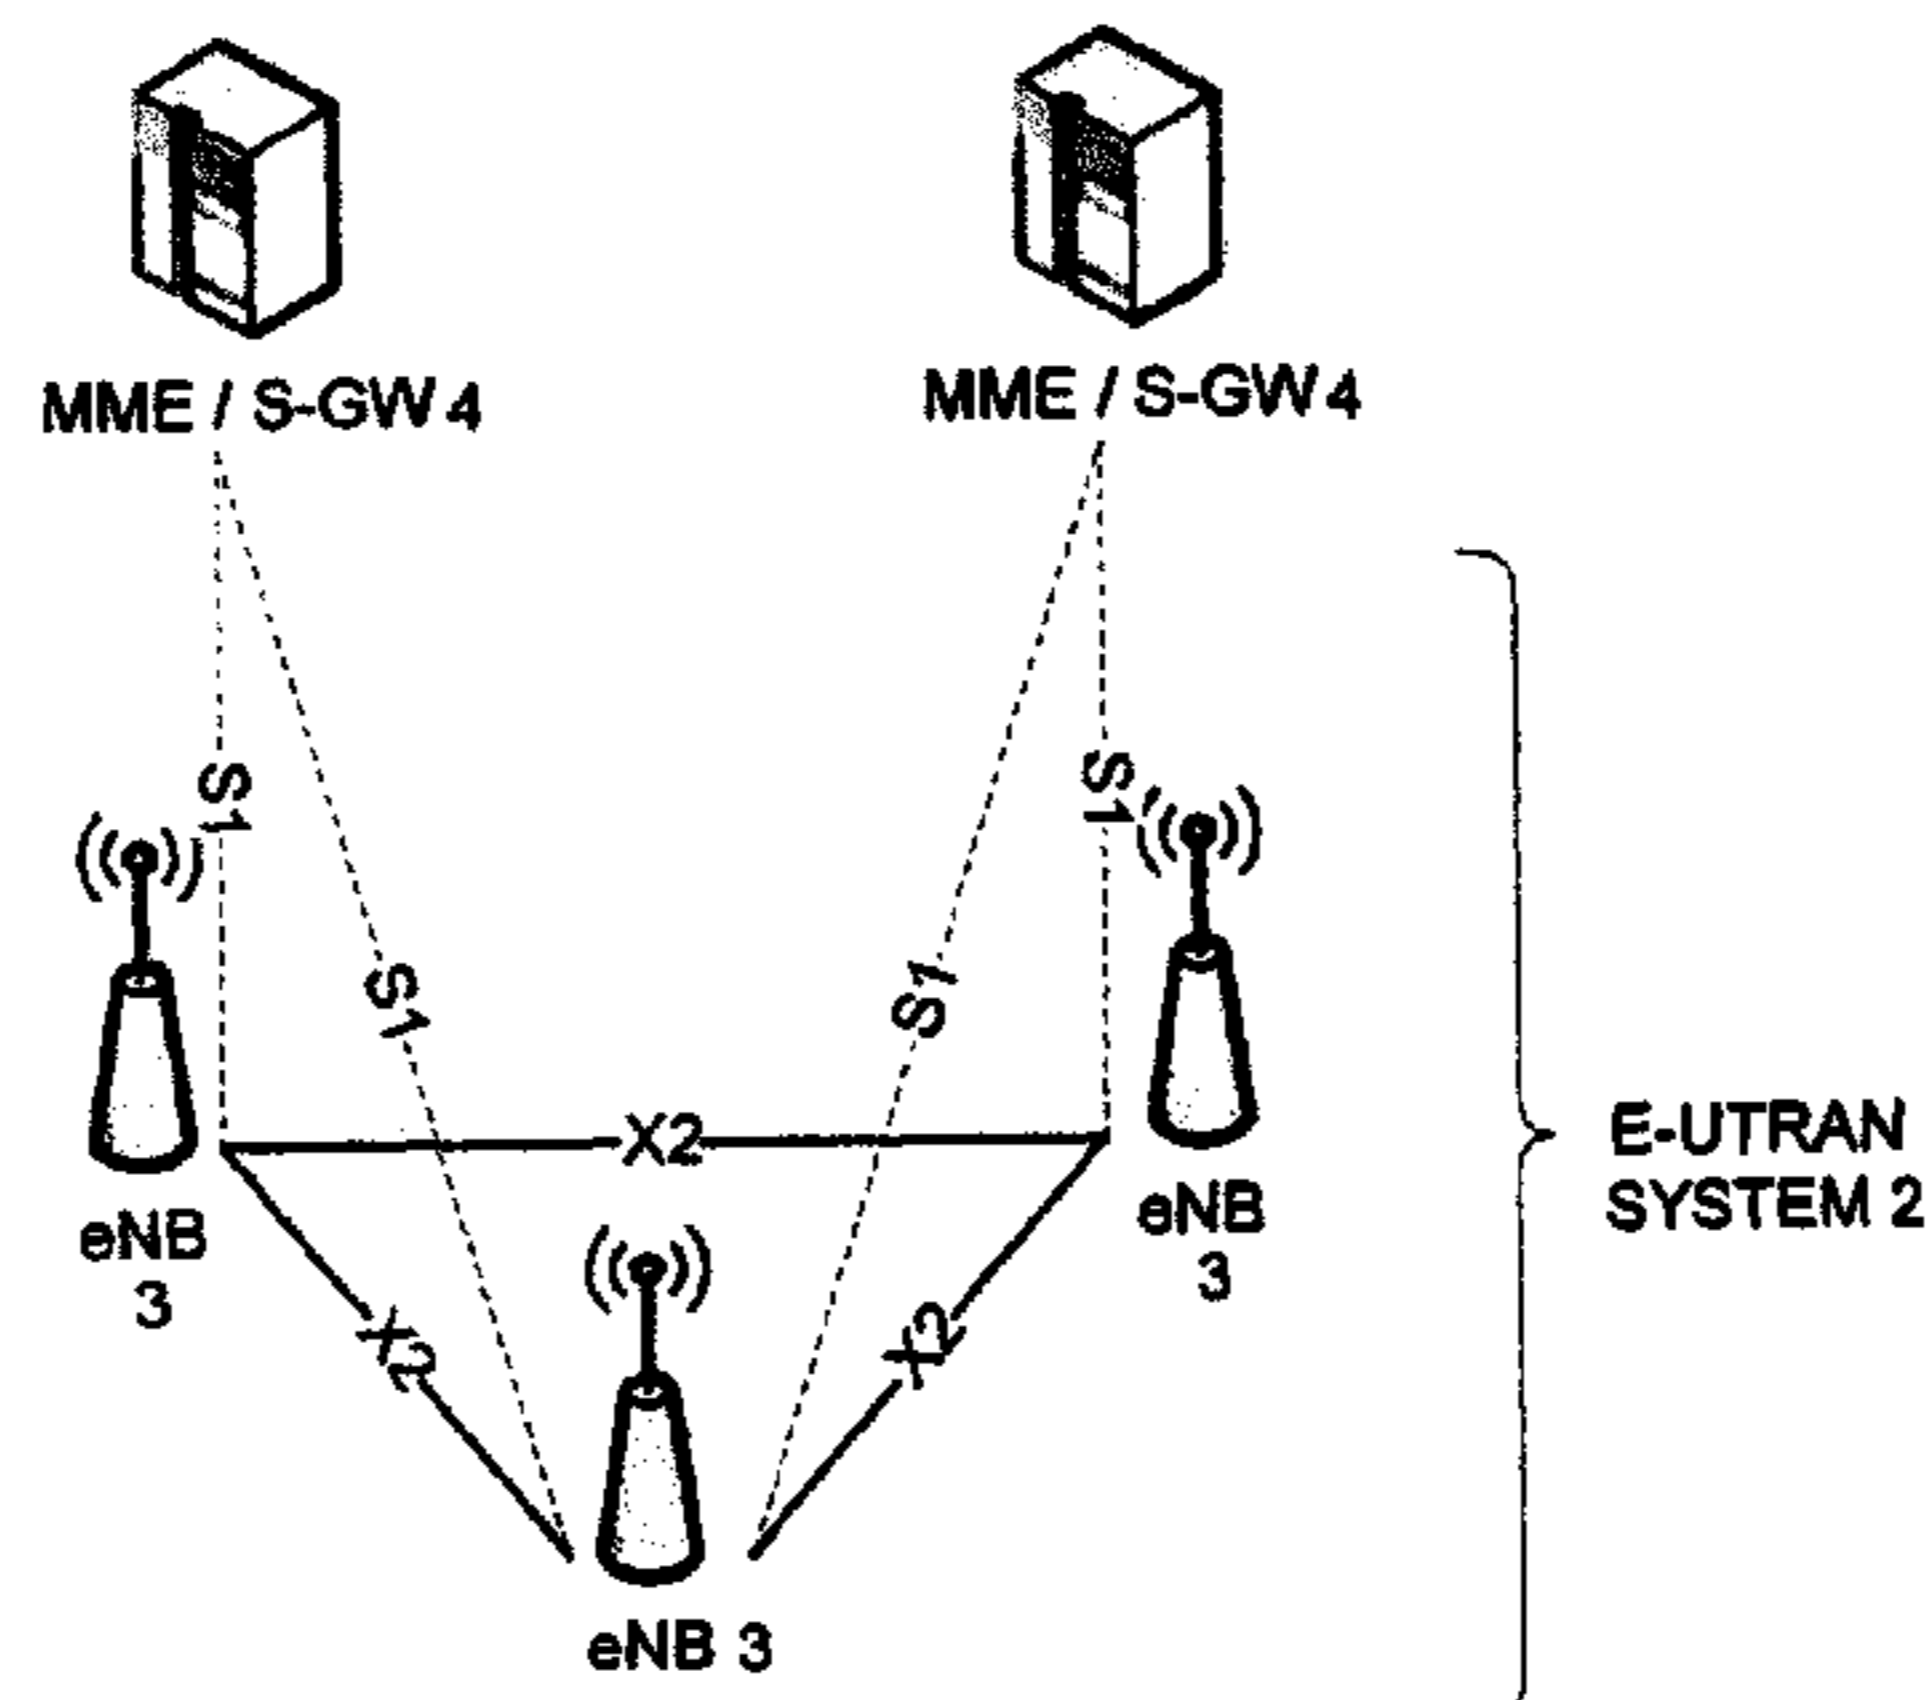 MME / S-GW 4
MME / S-GW 4
S1
S1
S1
S1
X2
E-UTRAN
SYSTEM 2
eNB
3
eNB
3
X2
X2
eNB 3